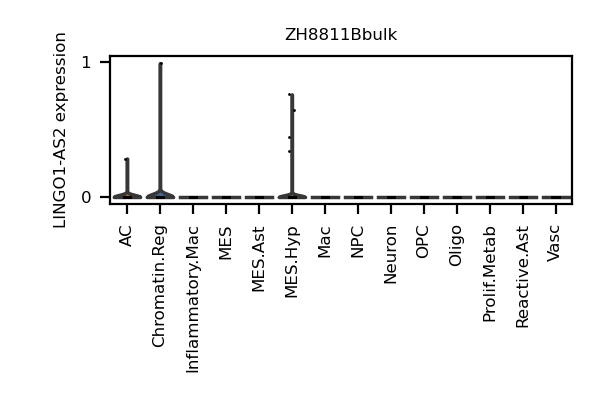 ZH8811Bbulk
LINGO1-AS2 expression
1
0
AC
Chromatin.Reg
Inflammatory.Mac
MES
MES.Ast
MES.Hyp
Mac
NPC
Neuron
OPC
Oligo
Prolif.Metab
Reactive.Ast
Vasc